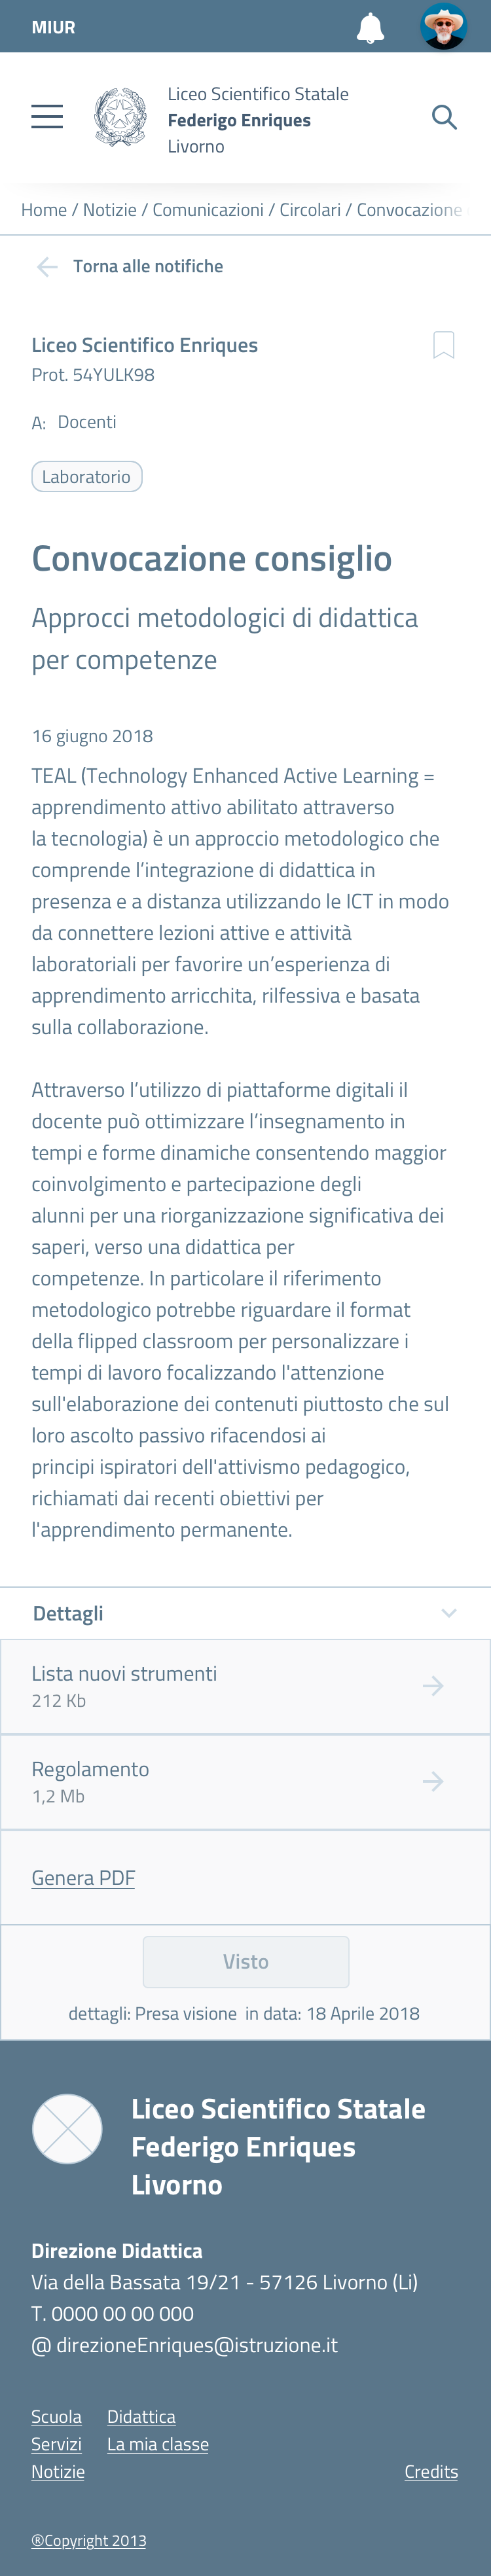 MIUR
Liceo Scientifico Statale
Federigo Enriques
Livorno
Home / Notizie / Comunicazioni / Circolari / Convocazione
Torna alle notifiche
Liceo Scientifico Enriques
Prot. 54YULK98
A: Docenti
Laboratorio
Convocazione consiglio
Approcci metodologici di didattica
per competenze
16 giugno 2018
TEAL (Technology Enhanced Active Learning =
apprendimento attivo abilitato attraverso
la tecnologia) è un approccio metodologico che
comprende l’integrazione di didattica in
presenza e a distanza utilizzando le ICT in modo
da connettere lezioni attive e attività
laboratoriali per favorire un’esperienza di
apprendimento arricchita, rilfessiva e basata
sulla collaborazione.
Attraverso l’utilizzo di piattaforme digitali il
docente può ottimizzare l’insegnamento in
tempi e forme dinamiche consentendo maggior
coinvolgimento e partecipazione degli
alunni per una riorganizzazione significativa dei
saperi, verso una didattica per
competenze. In particolare il riferimento
metodologico potrebbe riguardare il format
della flipped classroom per personalizzare i
tempi di lavoro focalizzando l'attenzione
sull'elaborazione dei contenuti piuttosto che sul
loro ascolto passivo rifacendosi ai
principi ispiratori dell'attivismo pedagogico,
richiamati dai recenti obiettivi per
l'apprendimento permanente.
Dettagli
Lista nuovi strumenti
212 Kb
Regolamento
1,2 Mb
Genera PDF
Visto
dettagli: Presa visione  in data: 18 Aprile 2018
Liceo Scientifico Statale
Federigo Enriques
Livorno
Direzione Didattica
Via della Bassata 19/21 - 57126 Livorno (Li)
T. 0000 00 00 000
@ direzioneEnriques@istruzione.it
Scuola Didattica
Servizi La mia classe
Notizie Credits
®Copyright 2013